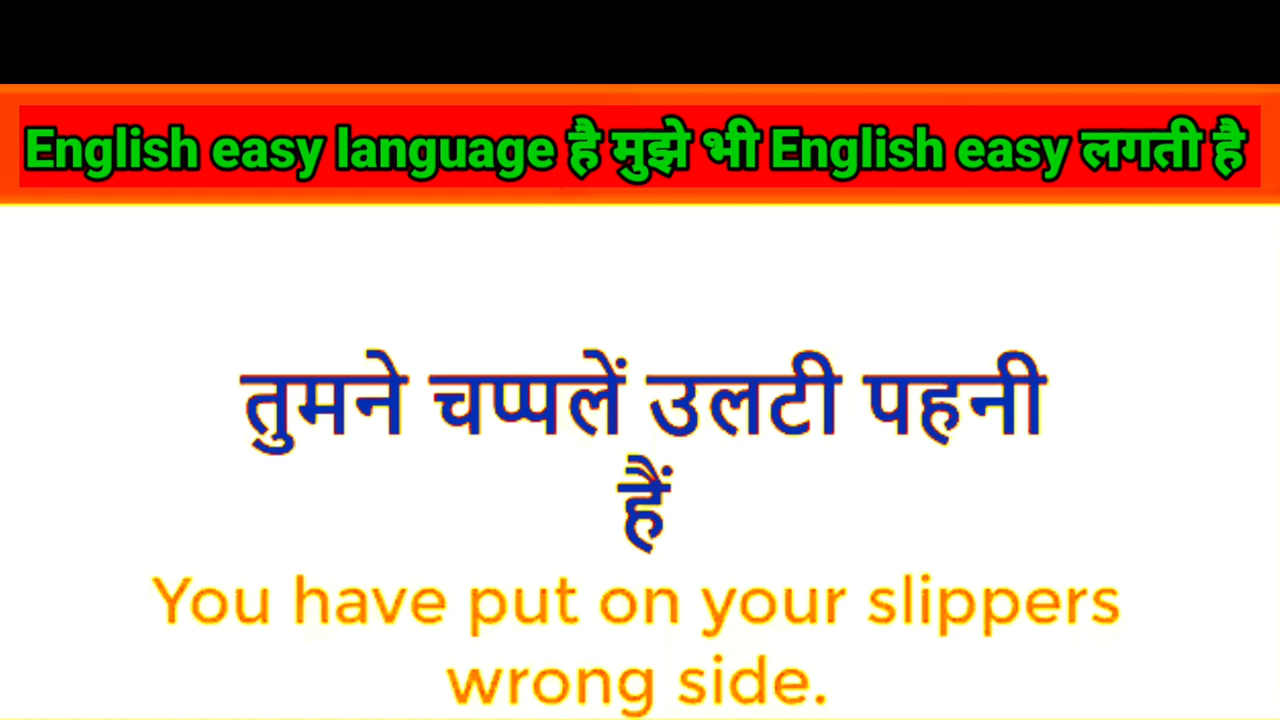 English easy language है मुझे भी English easy लगती है
तुमने चप्पलें उलटी पहनी
हैं
You have put on your slippers
wrong side.